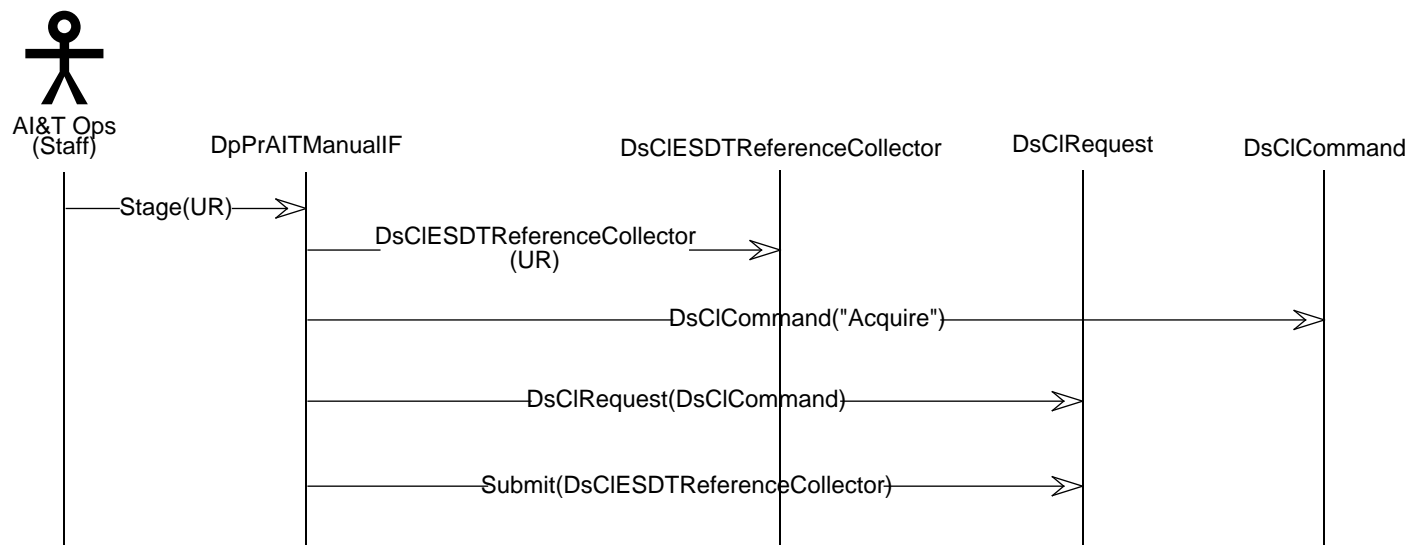 AI&T Ops
(Staff)
DpPrAITManualIF
DsClESDTReferenceCollector
DsClRequest
DsClCommand
Stage(UR)
DsClESDTReferenceCollector
(UR)
DsClCommand("Acquire")
DsClRequest(DsClCommand)
Submit(DsClESDTReferenceCollector)